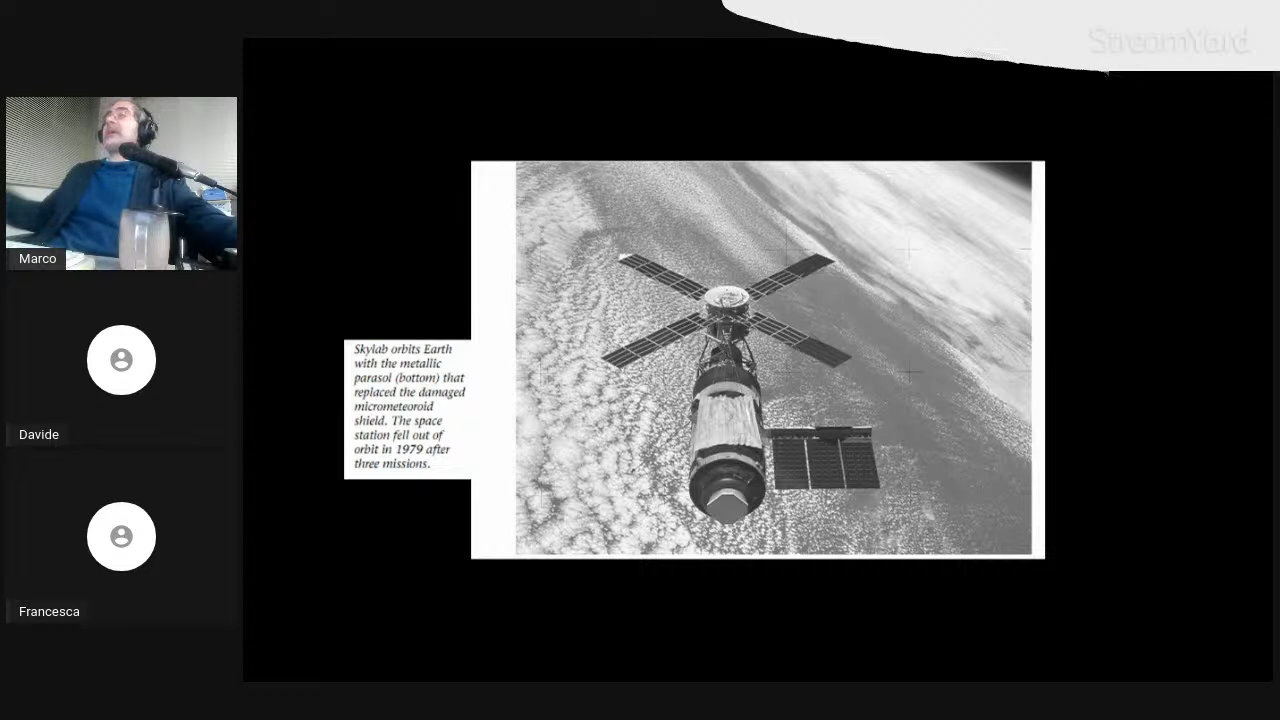 StreamYard
Marco
Skylab orbits Earth
with the metallic
parasol (bottom) that
replaced the damaged
micrometeoroid
shield. The space
station fell out of
orbit in 1979 after
three missions.
Davide
Francesca